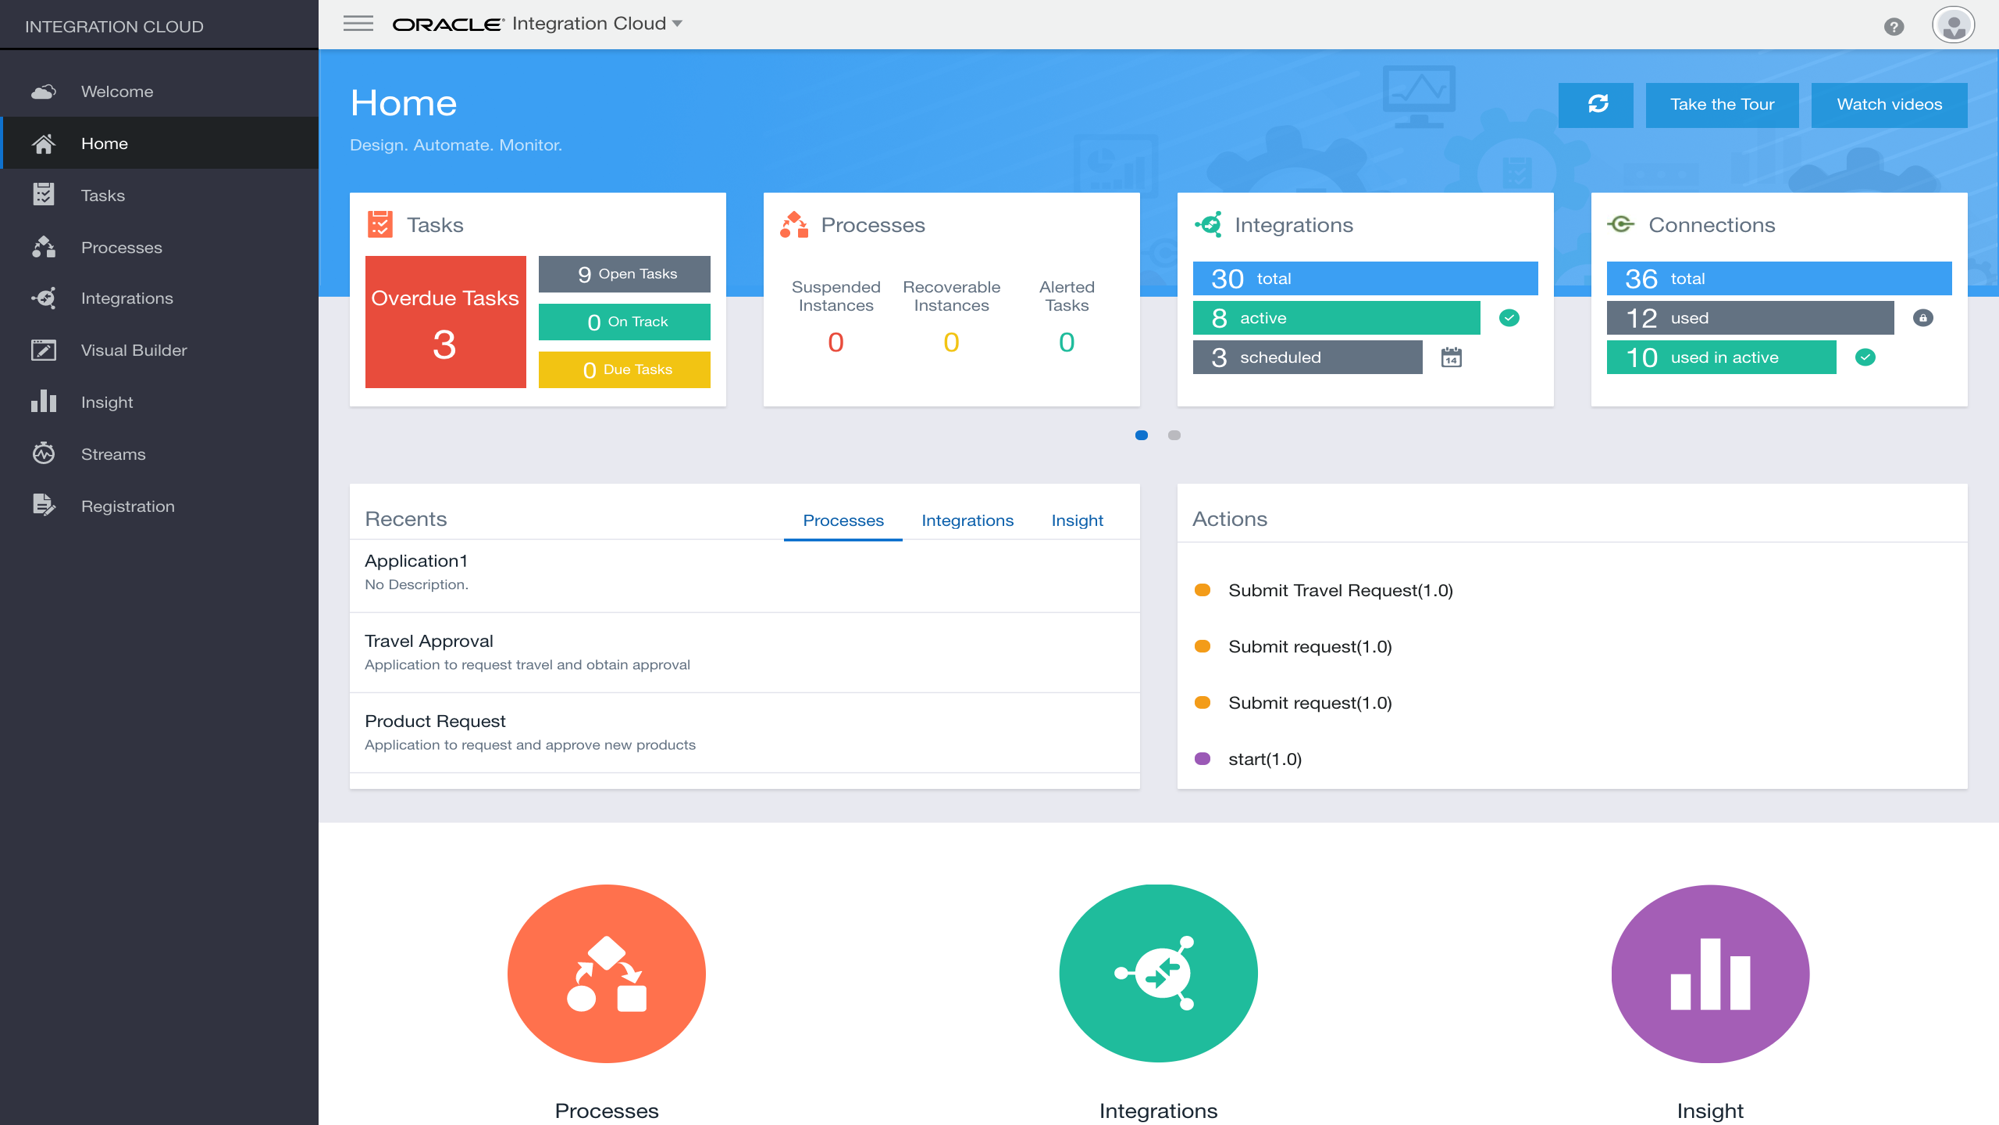 INTEGRATION CLOUD
ORACLE Integration Cloud
?
Welcome
Home
Tasks
Processes
Integrations
Visual Builder
Insight
Streams
Registration
Home
Design. Automate. Monitor.
Take the Tour
Watch videos
Tasks
Overdue Tasks
3
9 Open Tasks
0 On Track
0 Due Tasks
Processes
Suspended Instances
0
Recoverable Instances
0
Alerted Tasks
0
Integrations
30 total
8 active
3 scheduled
14
Connections
36 total
12 used
10 used in active
Recents
Processes
Integrations
Insight
Application1
No Description.
Travel Approval
Application to request travel and obtain approval
Product Request
Application to request and approve new products
Actions
Submit Travel Request(1.0)
Submit request(1.0)
Submit request(1.0)
start(1.0)
Processes
Integrations
Insight